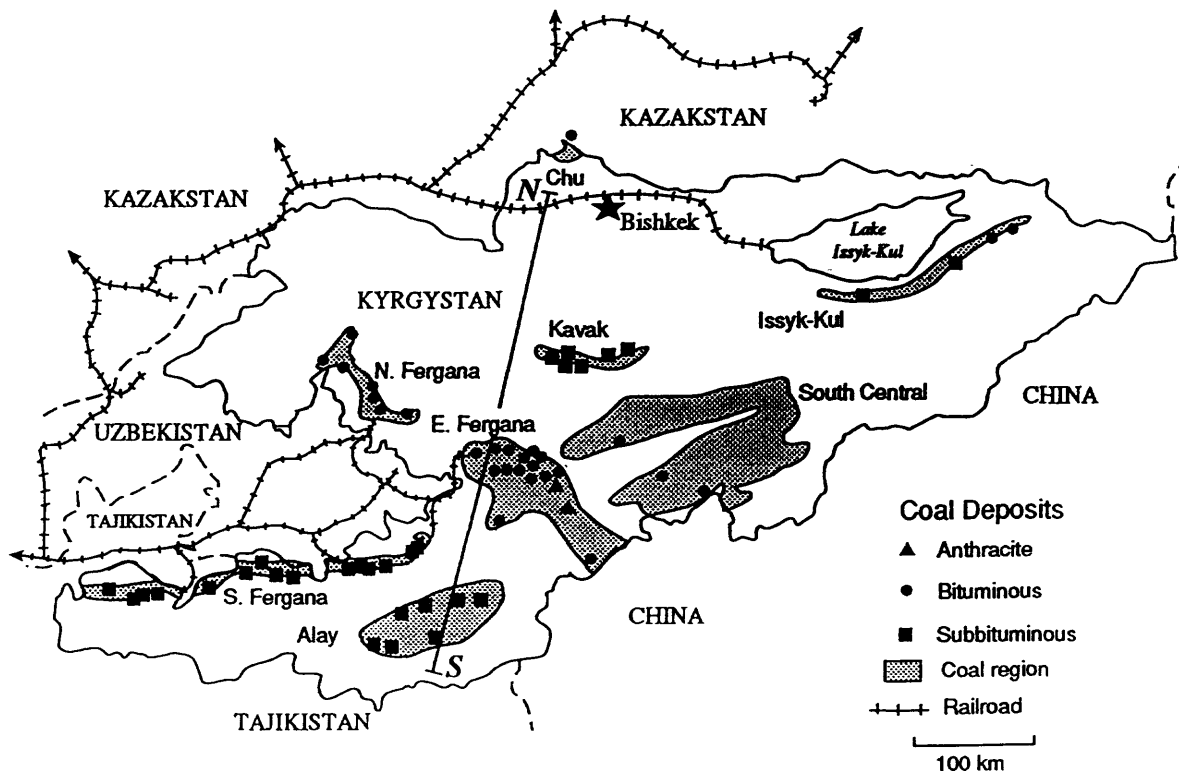 KAZAKSTAN
KAZAKSTAN
Chu
N
Bishkek
Lake
Issyk-Kul
KYRGYSTAN
Issyk-Kul
Kavak
N. Fergana
South Central
CHINA
E. Fergana
UZBEKISTAN
TAJIKISTAN
S. Fergana
Alay
CHINA
S
TAJIKISTAN
Coal Deposits
Anthracite
Bituminous
Subbituminous
Coal region
Railroad
100 km